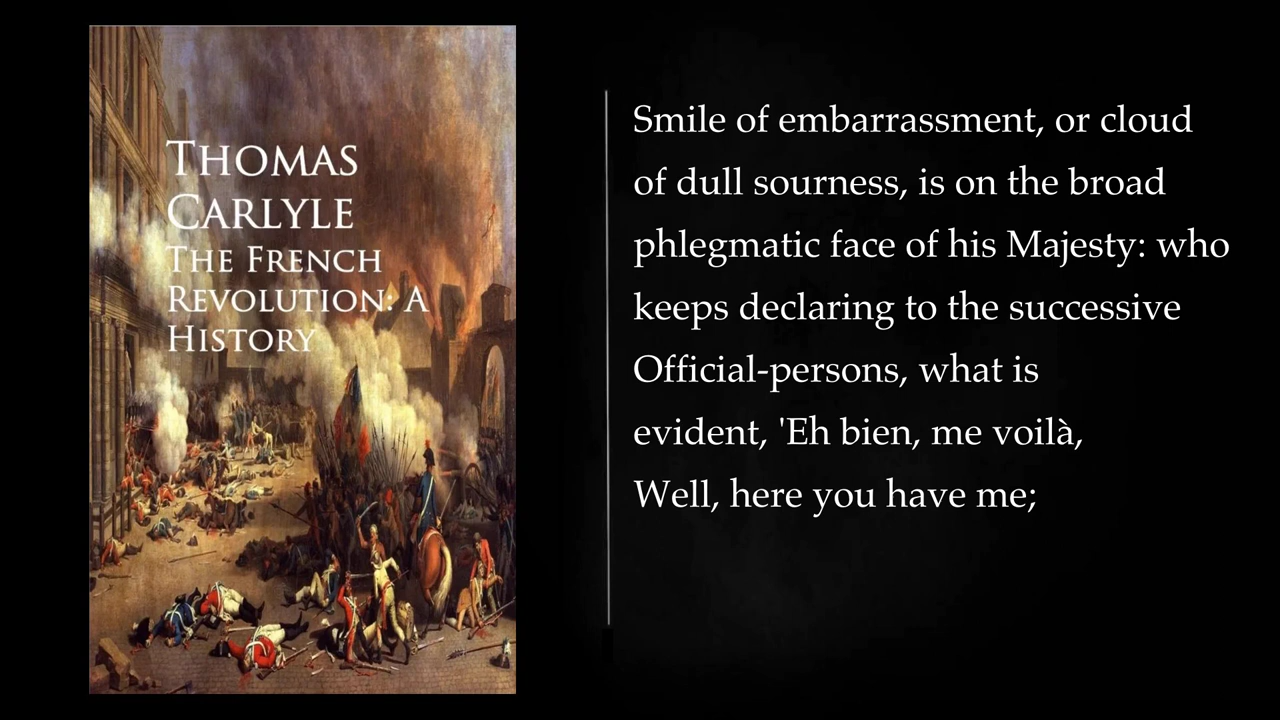 THOMAS
CARLYLE
THE FRENCH
REVOLUTION: A
HISTORY
Smile of embarrassment, or cloud
of dull sourness, is on the broad
phlegmatic face of his Majesty: who
keeps declaring to the successive
Official-persons, what is
evident, 'Eh bien, me voilà,
Well, here you have me;